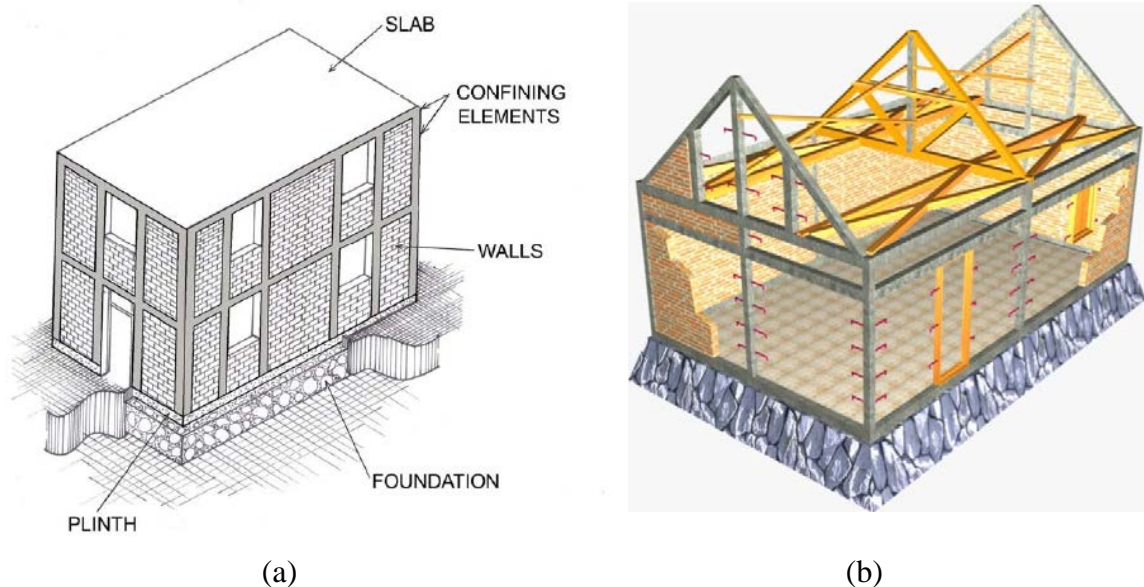 SLAB
CONFINING
ELEMENTS
WALLS
FOUNDATION
PLINTH
(a)
(b)